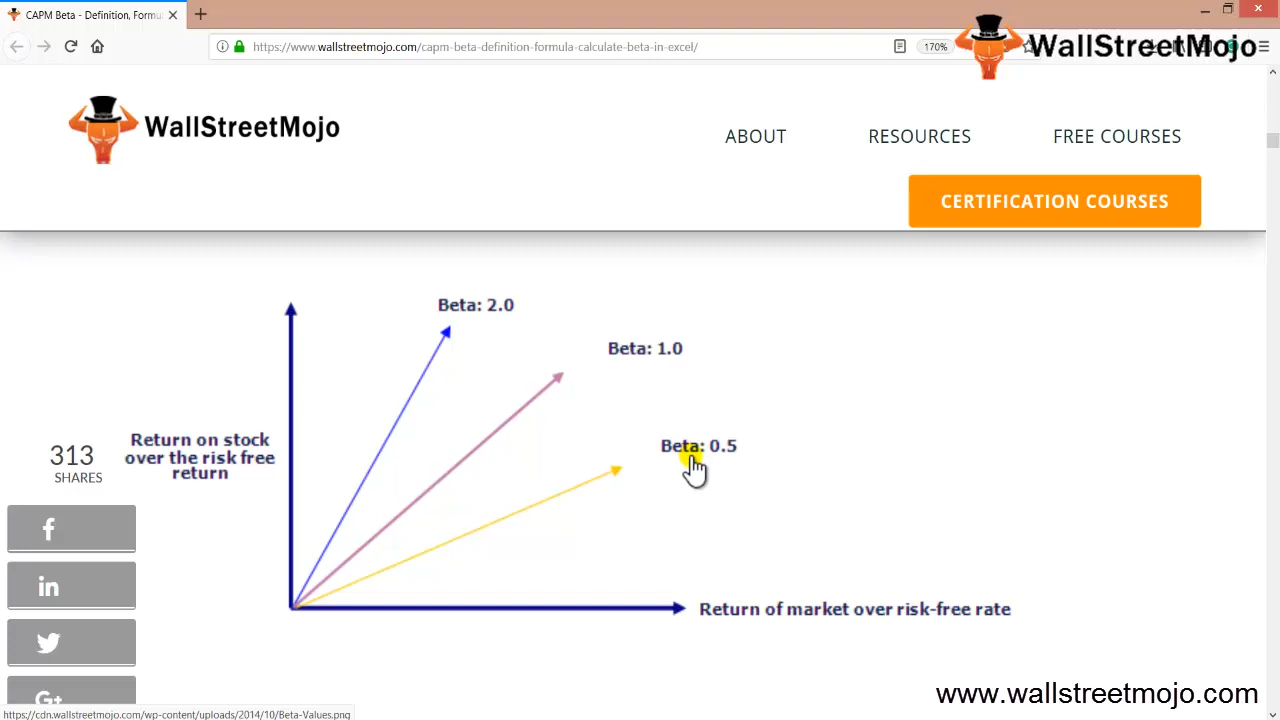 CAPM Beta - Definition, Formul
https://www.wallstreetmojo.com/capm-beta-definition-formula-calculate-beta-in-excel/
170%
WallStreetMojo
WallStreetMojo
ABOUT
RESOURCES
FREE COURSES
CERTIFICATION COURSES
Beta: 2.0
Beta: 1.0
Beta: 0.5
Return on stock
over the risk free
return
313
SHARES
f
in
G+
Return of market over risk-free rate
www.wallstreetmojo.com
https://cdn.wallstreetmojo.com/wp-content/uploads/2014/10/Beta-Values.png